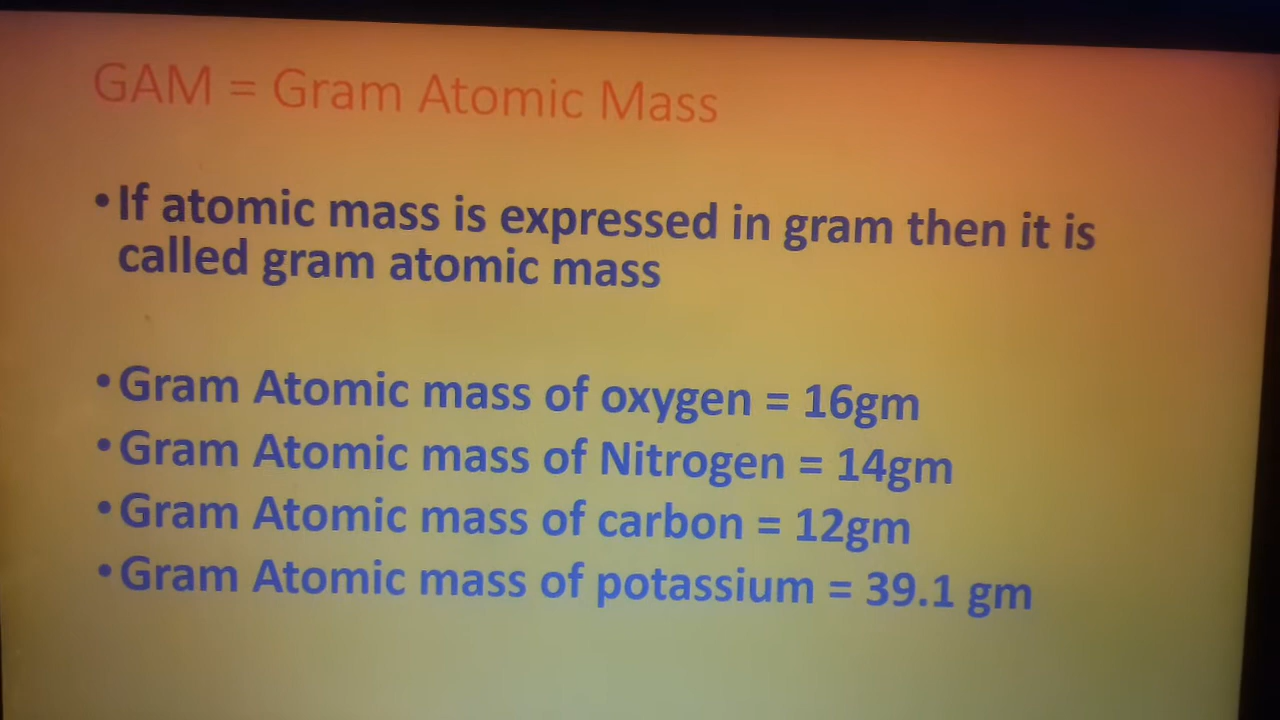 GAM = Gram Atomic Mass
•If atomic mass is expressed in gram then it is
called gram atomic mass
•Gram Atomic mass of oxygen = 16gm
•Gram Atomic mass of Nitrogen = 14gm
•Gram Atomic mass of carbon = 12gm
•Gram Atomic mass of potassium = 39.1 gm